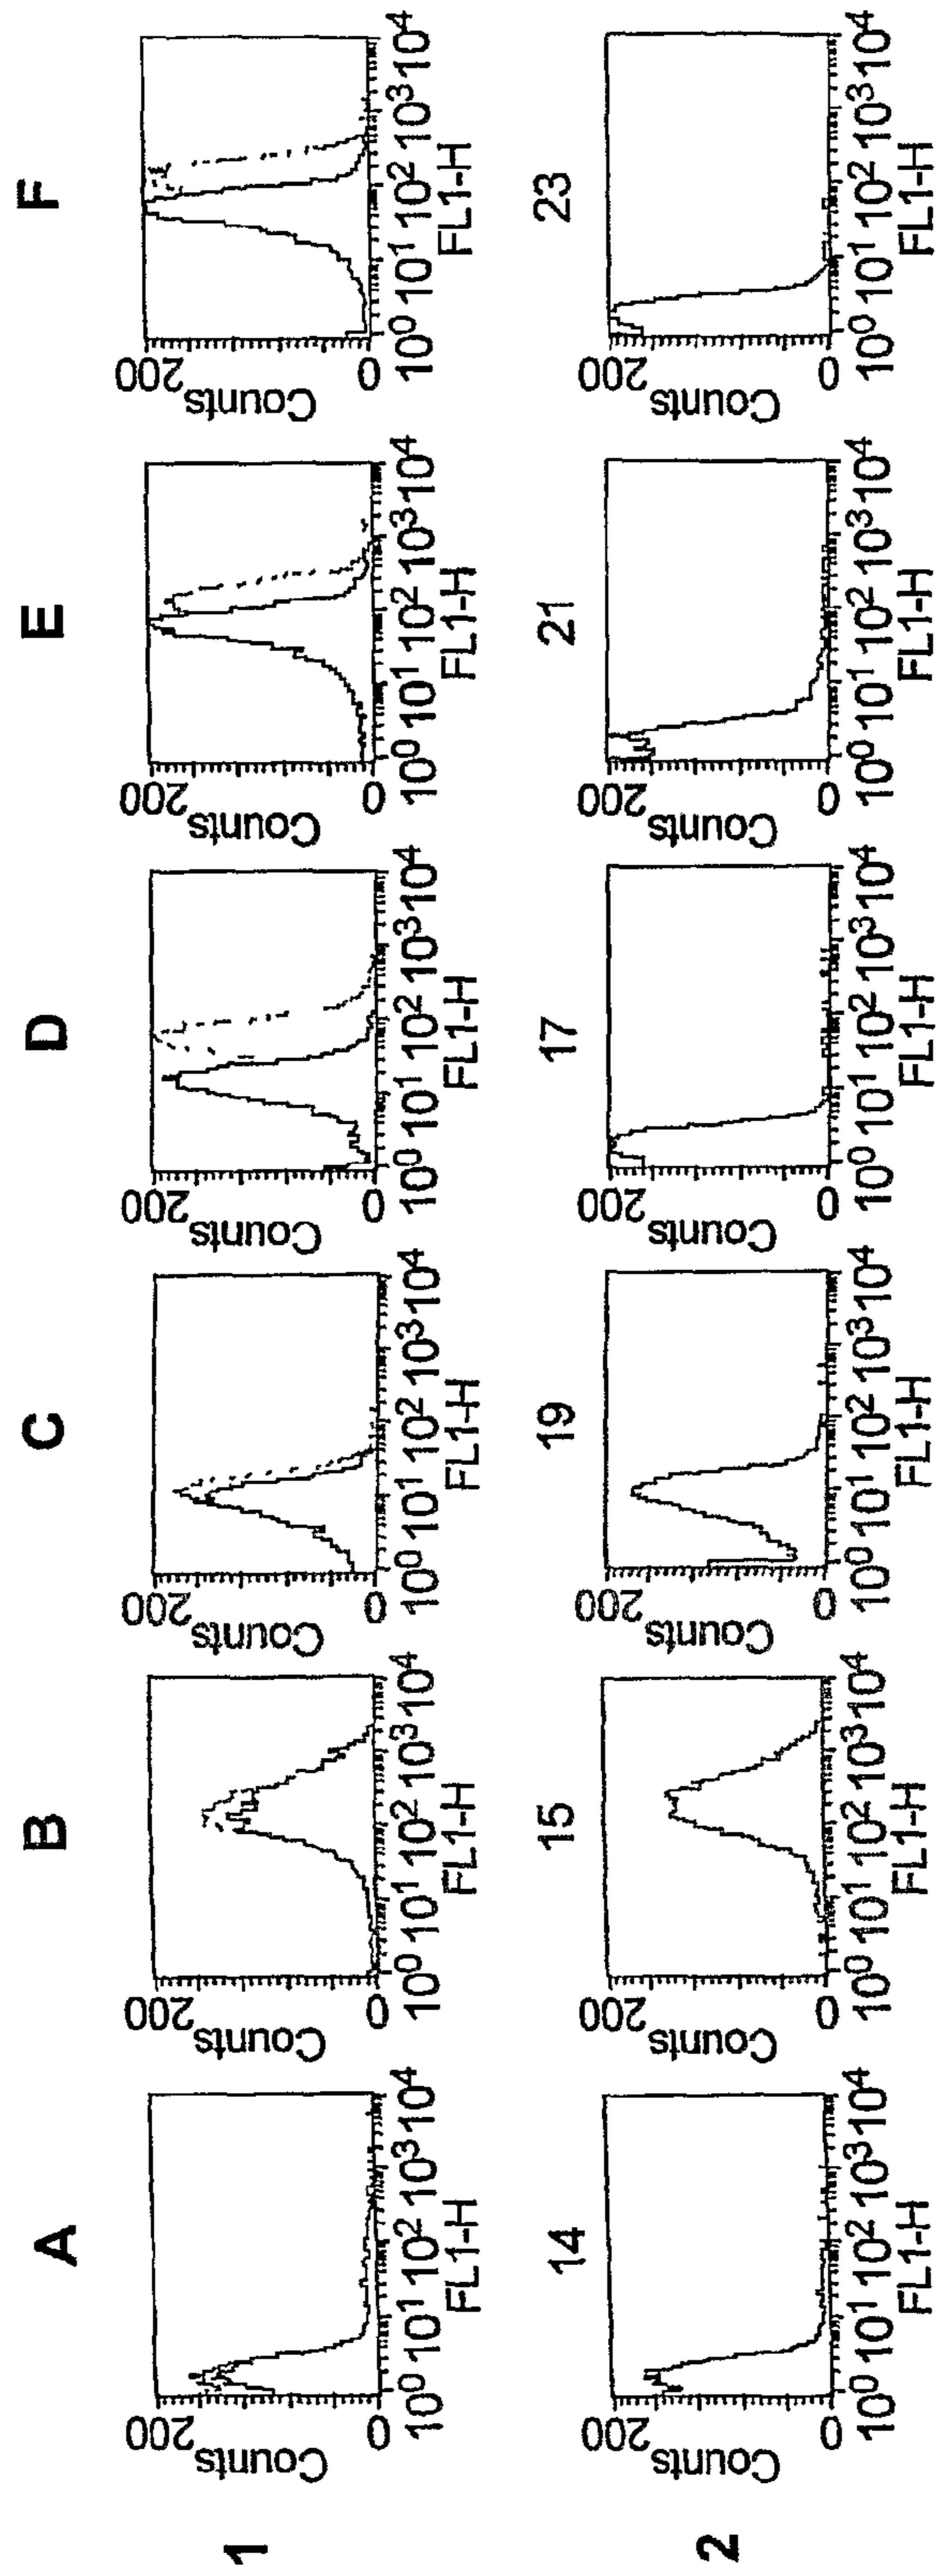 A B C D E F
1
200 200 200 200 200 200
Counts Counts Counts Counts Counts Counts
0 0 0 0 0 0
10⁰ 10¹ 10² 10³ 10⁴ 10⁰ 10¹ 10² 10³ 10⁴ 10⁰ 10¹ 10² 10³ 10⁴ 10⁰ 10¹ 10² 10³ 10⁴ 10⁰ 10¹ 10² 10³ 10⁴ 10⁰ 10¹ 10² 10³ 10⁴
FL1-H FL1-H FL1-H FL1-H FL1-H FL1-H
14 15 19 17 21 23
2
200 200 200 200 200 200
Counts Counts Counts Counts Counts Counts
0 0 0 0 0 0
10⁰ 10¹ 10² 10³ 10⁴ 10⁰ 10¹ 10² 10³ 10⁴ 10⁰ 10¹ 10² 10³ 10⁴ 10⁰ 10¹ 10² 10³ 10⁴ 10⁰ 10¹ 10² 10³ 10⁴ 10⁰ 10¹ 10² 10³ 10⁴
FL1-H FL1-H FL1-H FL1-H FL1-H FL1-H